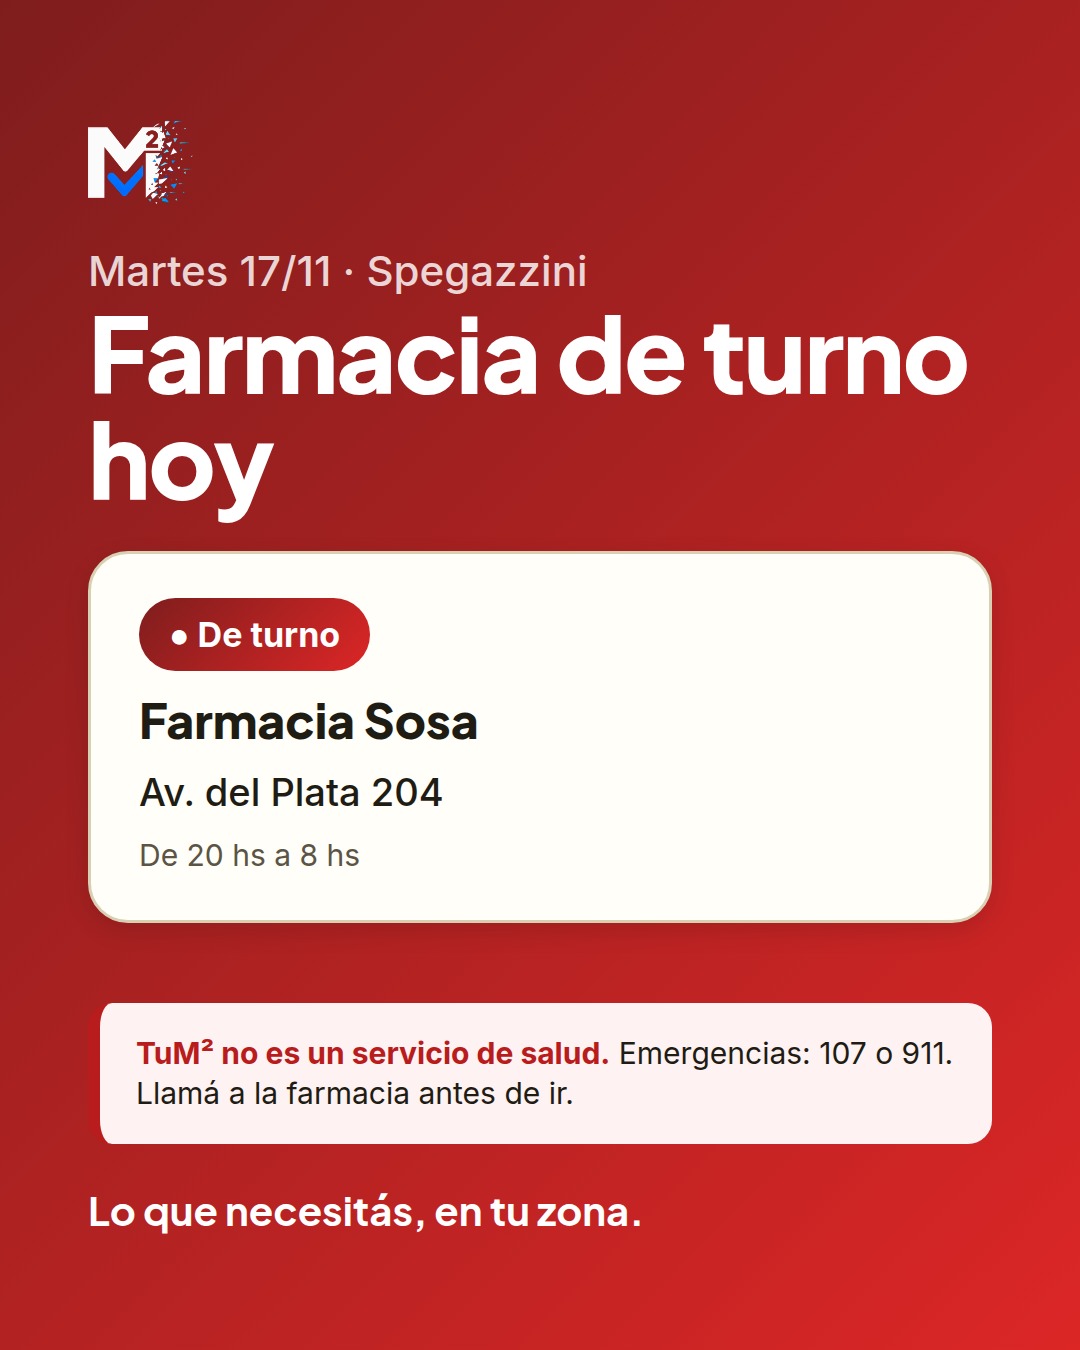 M²
Martes 17/11 · Spegazzini
Farmacia de turno
hoy
● De turno
Farmacia Sosa
Av. del Plata 204
De 20 hs a 8 hs
TuM² no es un servicio de salud. Emergencias: 107 o 911.
Llamá a la farmacia antes de ir.
Lo que necesitás, en tu zona.